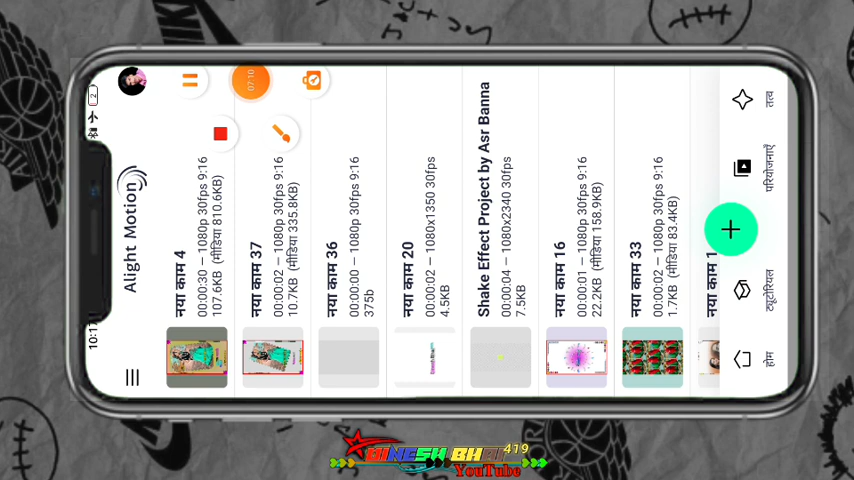 10:1
Alight Motion
07:10
नया काम 4
00:00:30 – 1080p 30fps 9:16
107.6KB (मीडिया 810.6KB)
नया काम 37
00:00:02 – 1080p 30fps 9:16
10.7KB (मीडिया 335.8KB)
नया काम 36
00:00:00 – 1080p 30fps 9:16
375b
नया काम 20
00:00:02 – 1080x1350 30fps
4.5KB
Shake Effect Project by Asr Banna
00:00:04 – 1080x2340 30fps
7.5KB
नया काम 16
00:00:01 – 1080p 30fps 9:16
22.2KB (मीडिया 158.9KB)
नया काम 33
00:00:02 – 1080p 30fps 9:16
1.7KB (मीडिया 83.4KB)
नया काम 1
होम
ट्यूटोरियल
परियोजनाएँ
तत्व
DINESH BHAI 419
YouTube